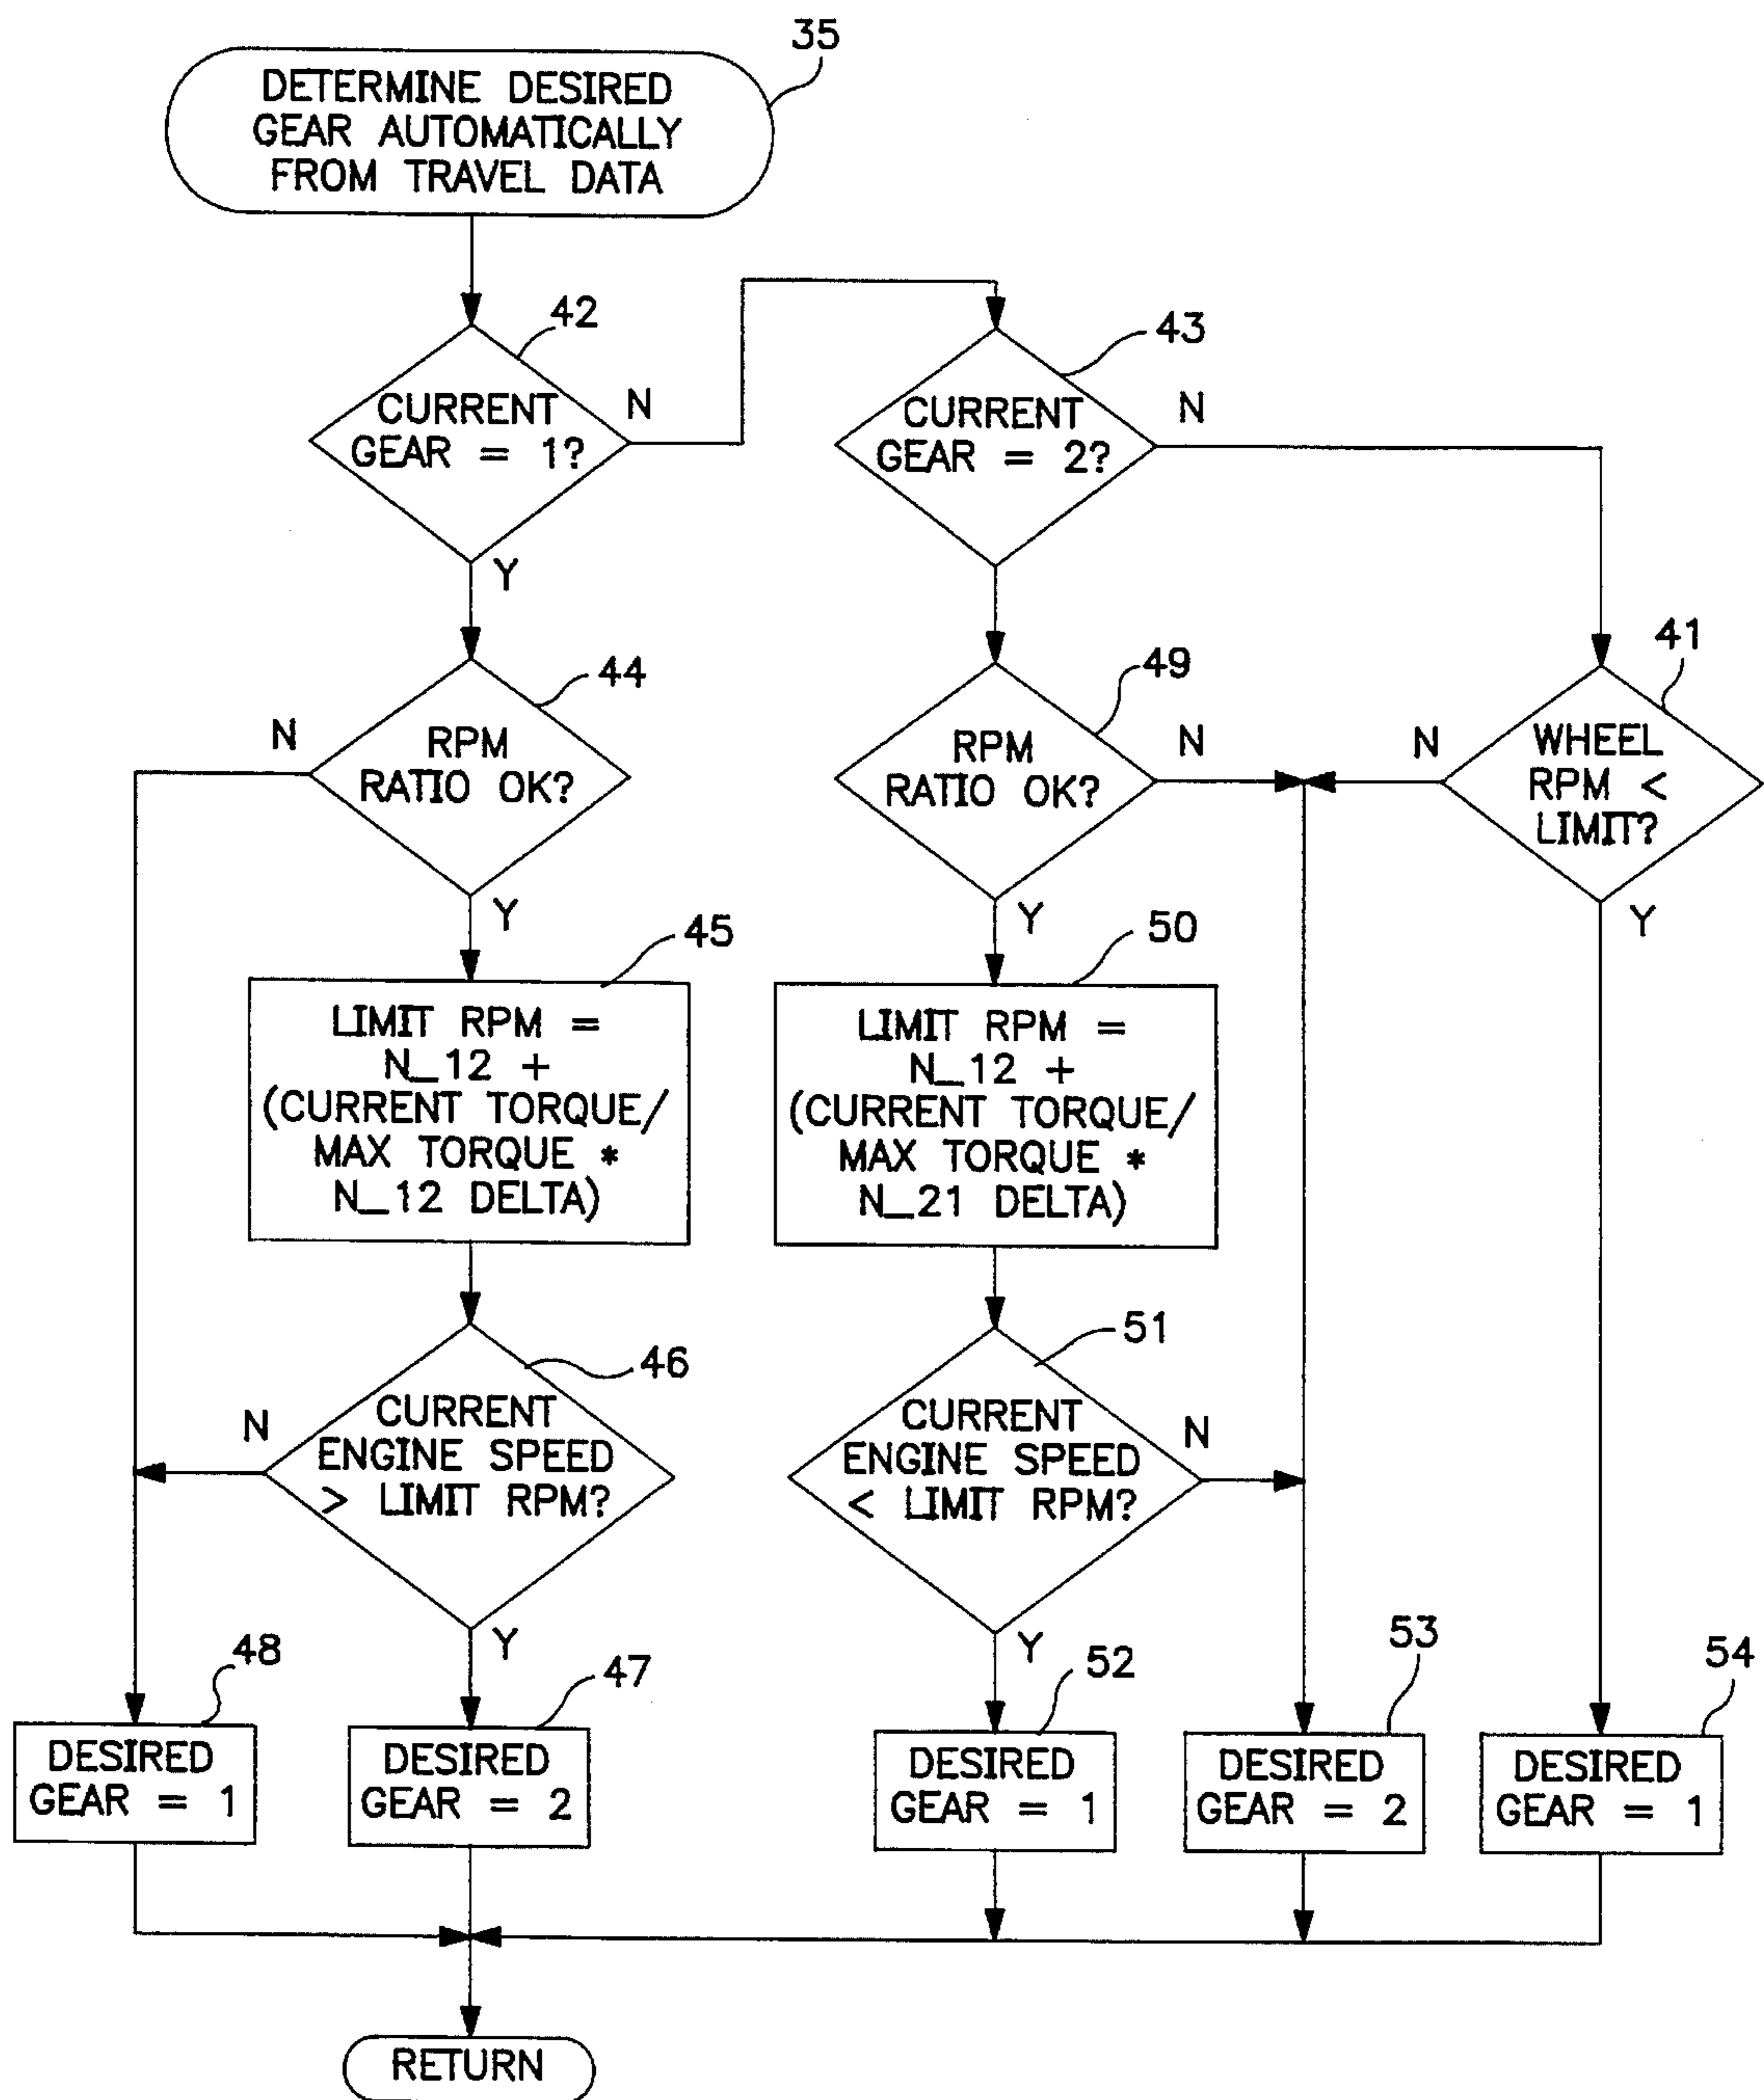 35
DETERMINE DESIRED
GEAR AUTOMATICALLY
FROM TRAVEL DATA
42
CURRENT
GEAR = 1?
N
Y
43
CURRENT
GEAR = 2?
N
44
RPM
RATIO OK?
N
Y
49
RPM
RATIO OK?
N
Y
41
WHEEL
RPM <
LIMIT?
N
Y
45
LIMIT RPM =
N_12 +
(CURRENT TORQUE/
MAX TORQUE *
N_12 DELTA)
50
LIMIT RPM =
N_12 +
(CURRENT TORQUE/
MAX TORQUE *
N_21 DELTA)
46
CURRENT
ENGINE SPEED
> LIMIT RPM?
N
Y
51
CURRENT
ENGINE SPEED
< LIMIT RPM?
N
Y
48
DESIRED
GEAR = 1
47
DESIRED
GEAR = 2
52
DESIRED
GEAR = 1
53
DESIRED
GEAR = 2
54
DESIRED
GEAR = 1
RETURN